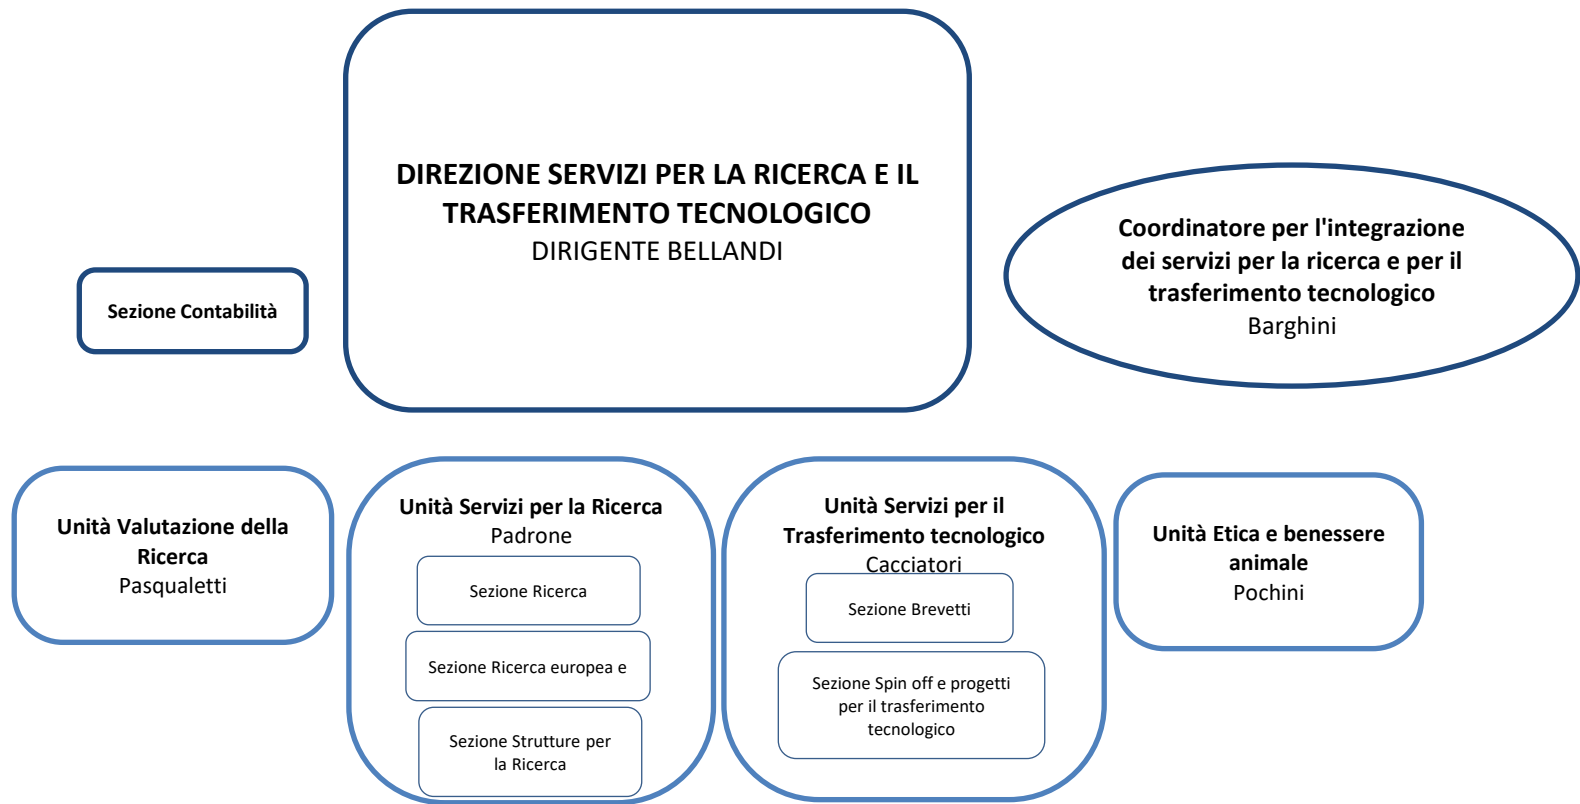 DIREZIONE SERVIZI PER LA RICERCA E IL
TRASFERIMENTO TECNOLOGICO
DIRIGENTE BELLANDI
Coordinatore per l'integrazione
dei servizi per la ricerca e per il
trasferimento tecnologico
Barghini
Sezione Contabilità
Unità Valutazione della
Ricerca
Pasqualetti
Unità Servizi per la Ricerca
Padrone
Sezione Ricerca
Sezione Ricerca europea e
Sezione Strutture per
la Ricerca
Unità Servizi per il
Trasferimento tecnologico
Cacciatori
Sezione Brevetti
Sezione Spin off e progetti
per il trasferimento
tecnologico
Unità Etica e benessere
animale
Pochini